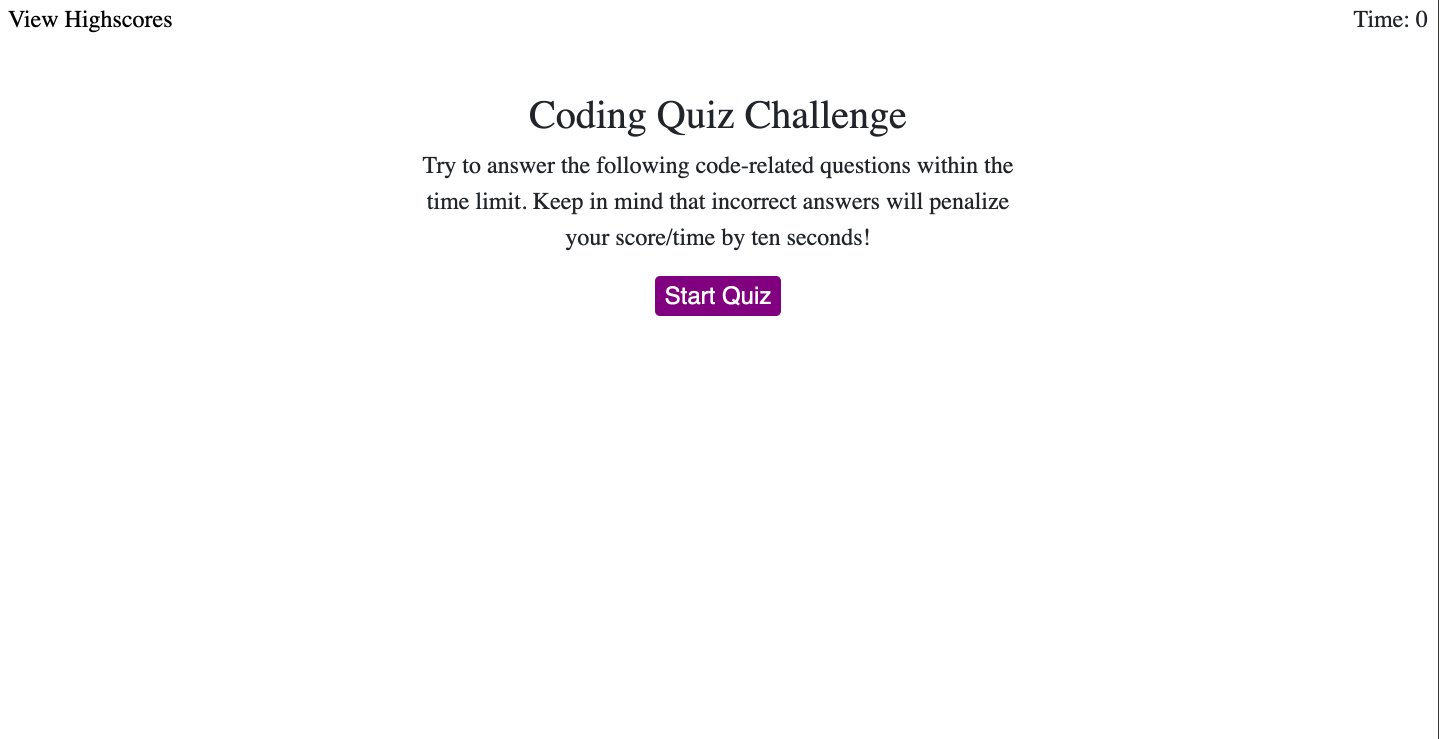 View Highscores
Time: 0
Coding Quiz Challenge
Try to answer the following code-related questions within the
time limit. Keep in mind that incorrect answers will penalize
your score/time by ten seconds!
Start Quiz